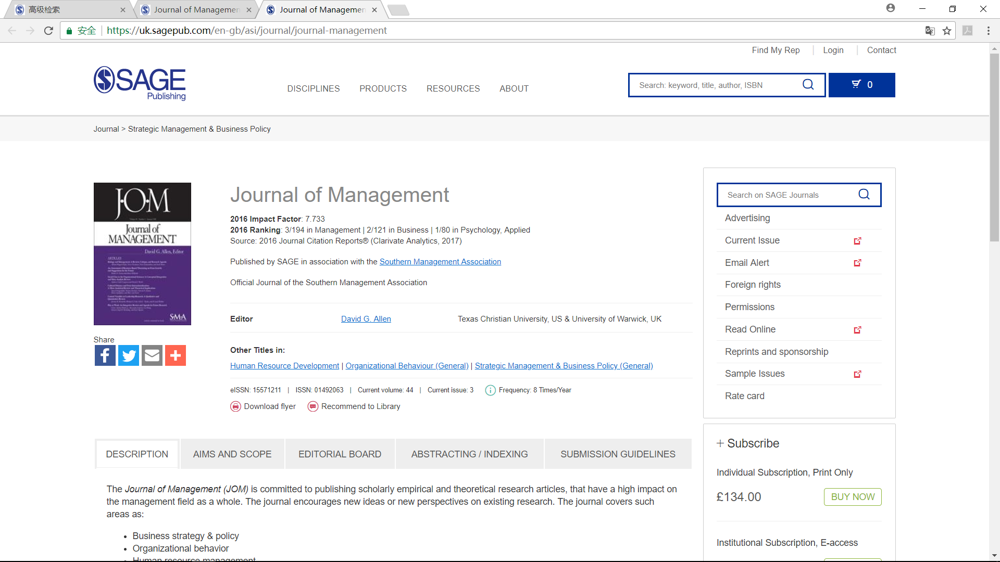 高级检索
Journal of Managemen
Journal of Managemen
安全 https://uk.sagepub.com/en-gb/asi/journal/journal-management
Find My Rep Login Contact
SAGE Publishing
DISCIPLINES PRODUCTS RESOURCES ABOUT
Search: keyword, title, author, ISBN
0
Journal > Strategic Management & Business Policy
J·O·M
Journal of
MANAGEMENT
David G. Allen, Editor
ARTICLES
S·M·A
Share
Journal of Management
2016 Impact Factor: 7.733
2016 Ranking: 3/194 in Management | 2/121 in Business | 1/80 in Psychology, Applied
Source: 2016 Journal Citation Reports® (Clarivate Analytics, 2017)
Published by SAGE in association with the Southern Management Association
Official Journal of the Southern Management Association
Editor David G. Allen Texas Christian University, US & University of Warwick, UK
Other Titles in:
Human Resource Development | Organizational Behaviour (General) | Strategic Management & Business Policy (General)
eISSN: 15571211 | ISSN: 01492063 | Current volume: 44 | Current issue: 3 Frequency: 8 Times/Year
Download flyer Recommend to Library
DESCRIPTION AIMS AND SCOPE EDITORIAL BOARD ABSTRACTING / INDEXING SUBMISSION GUIDELINES
The Journal of Management (JOM) is committed to publishing scholarly empirical and theoretical research articles, that have a high impact on
the management field as a whole. The journal encourages new ideas or new perspectives on existing research. The journal covers such
areas as:
• Business strategy & policy
• Organizational behavior
• Human resource management
Search on SAGE Journals
Advertising
Current Issue
Email Alert
Foreign rights
Permissions
Read Online
Reprints and sponsorship
Sample Issues
Rate card
+ Subscribe
Individual Subscription, Print Only
£134.00 BUY NOW
Institutional Subscription, E-access